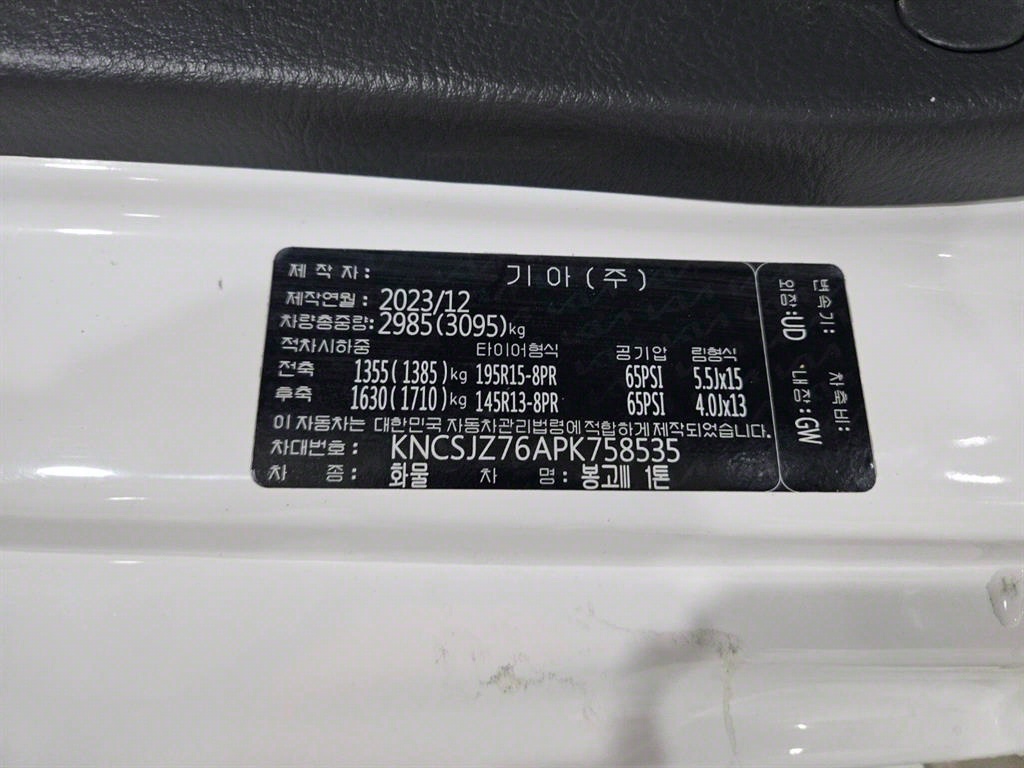 제 작 자 : 기 아 ( 주 )
제작연월 : 2023/12
차량총중량: 2985(3095)kg
적차시하중 타이어형식 공기압 림형식
전축 1355(1385)kg 195R15-8PR 65PSI 5.5Jx15
후축 1630(1710)kg 145R13-8PR 65PSI 4.0Jx13
이 자동차는 대한민국 자동차관리법령에 적합하게 제작되었습니다.
차대번호 : KNCSJZ76APK758535
차 종 : 화물 차 명 : 봉고Ⅲ 1톤
변속기: 차축비:
외장:UD 내장:GW